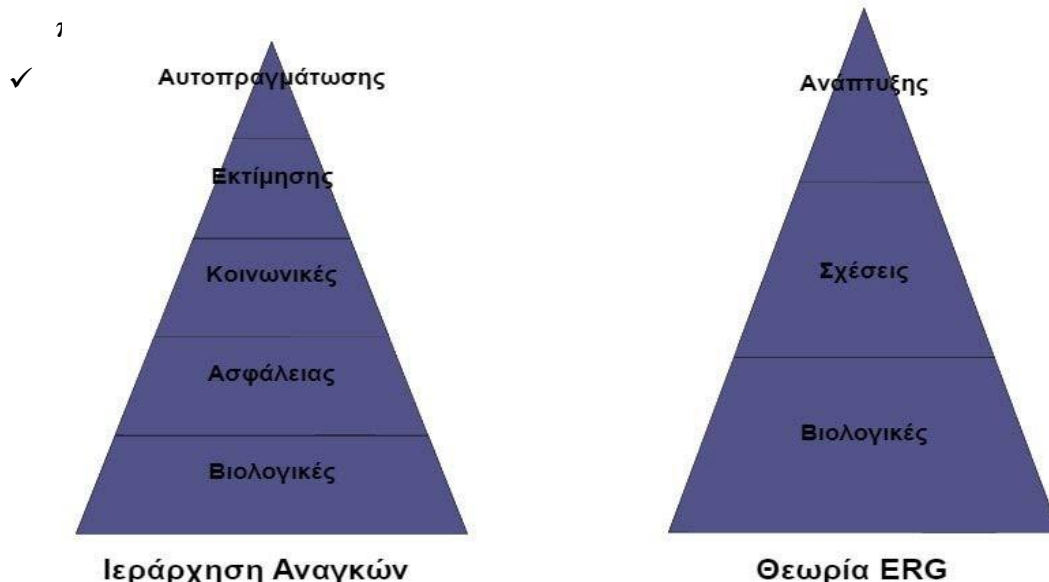 ✓
Αυτοπραγμάτωσης
Εκτίμησης
Κοινωνικές
Ασφάλειας
Βιολογικές
Ιεράρχηση Αναγκών
Ανάπτυξης
Σχέσεις
Βιολογικές
Θεωρία ERG